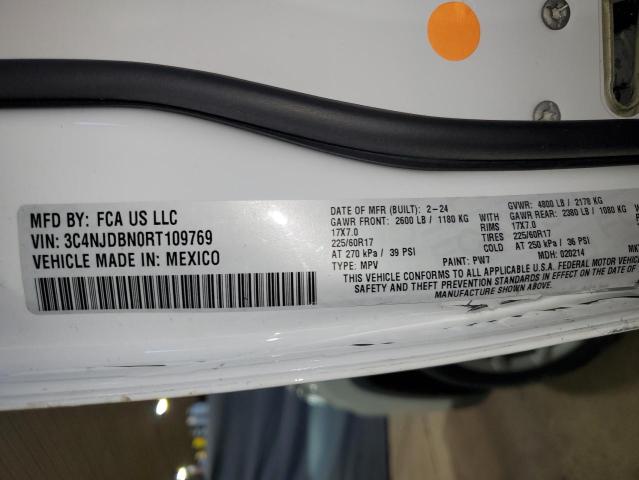 MFD BY: FCA US LLC
VIN: 3C4NJDBN0RT109769
VEHICLE MADE IN: MEXICO
DATE OF MFR (BUILT): 2-24 GVWR: 4800 LB / 2178 KG
GAWR FRONT: 2600 LB / 1180 KG WITH GAWR REAR: 2380 LB / 1080 KG
17X7.0 RIMS 17X7.0
225/60R17 TIRES 225/60R17
AT 270 kPa / 39 PSI COLD AT 250 kPa / 36 PSI
TYPE: MPV PAINT: PW7 MDH: 020214
THIS VEHICLE CONFORMS TO ALL APPLICABLE U.S.A. FEDERAL MOTOR VEHIC
SAFETY AND THEFT PREVENTION STANDARDS IN EFFECT ON THE DATE
MANUFACTURE SHOWN ABOVE.